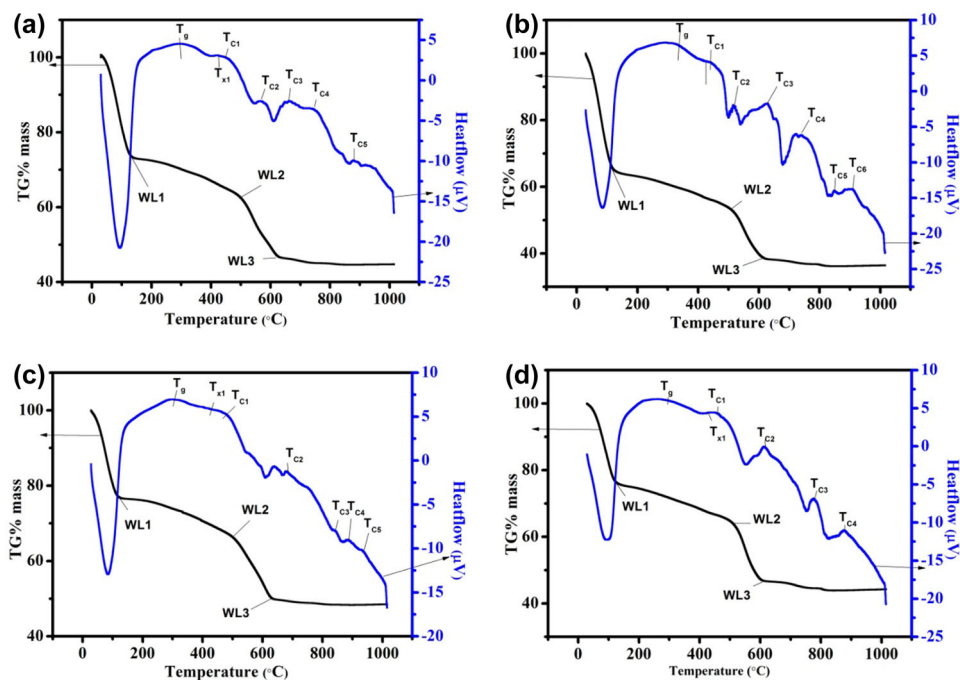 (a)
Tg
TC1
Tx1
TC2
TC3
TC4
TC5
WL1
WL2
WL3
TG% mass
100
80
60
40
Heatflow (µV)
10
5
0
-5
-10
-15
-20
-25
0 200 400 600 800 1000
Temperature (°C)
(b)
Tg
TC1
TC2
TC3
TC4
TC5
TC6
WL1
WL2
WL3
TG% mass
100
80
60
40
Heatflow (µV)
10
5
0
-5
-10
-15
-20
-25
0 200 400 600 800 1000
Temperature (°C)
(c)
Tg
Tx1
TC1
TC2
TC3
TC4
TC5
WL1
WL2
WL3
TG% mass
100
80
60
40
Heatflow (µV)
10
5
0
-5
-10
-15
-20
0 200 400 600 800 1000
Temperature (°C)
(d)
Tg
TC1
Tx1
TC2
TC3
TC4
WL1
WL2
WL3
TG% mass
100
80
60
40
Heatflow (µV)
10
5
0
-5
-10
-15
-20
-25
0 200 400 600 800 1000
Temperature (°C)